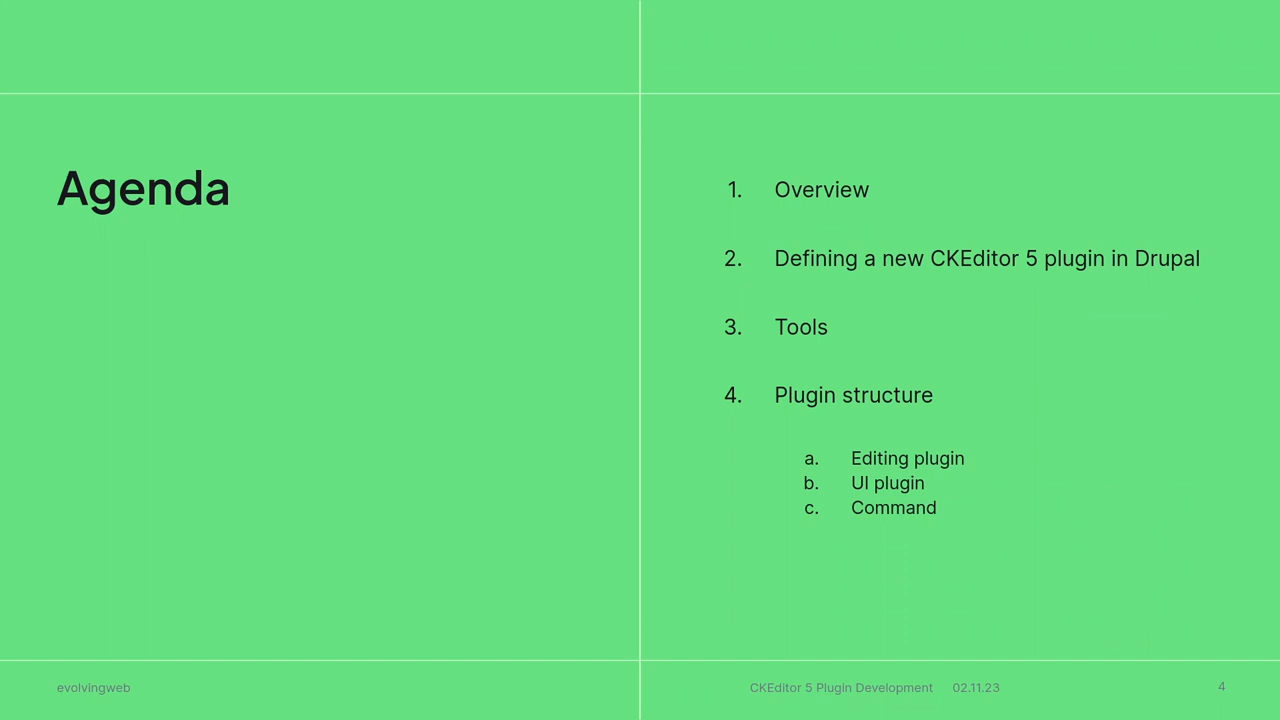 Agenda
1. Overview
2. Defining a new CKEditor 5 plugin in Drupal
3. Tools
4. Plugin structure
a. Editing plugin
b. UI plugin
c. Command
evolvingweb
CKEditor 5 Plugin Development 02.11.23
4